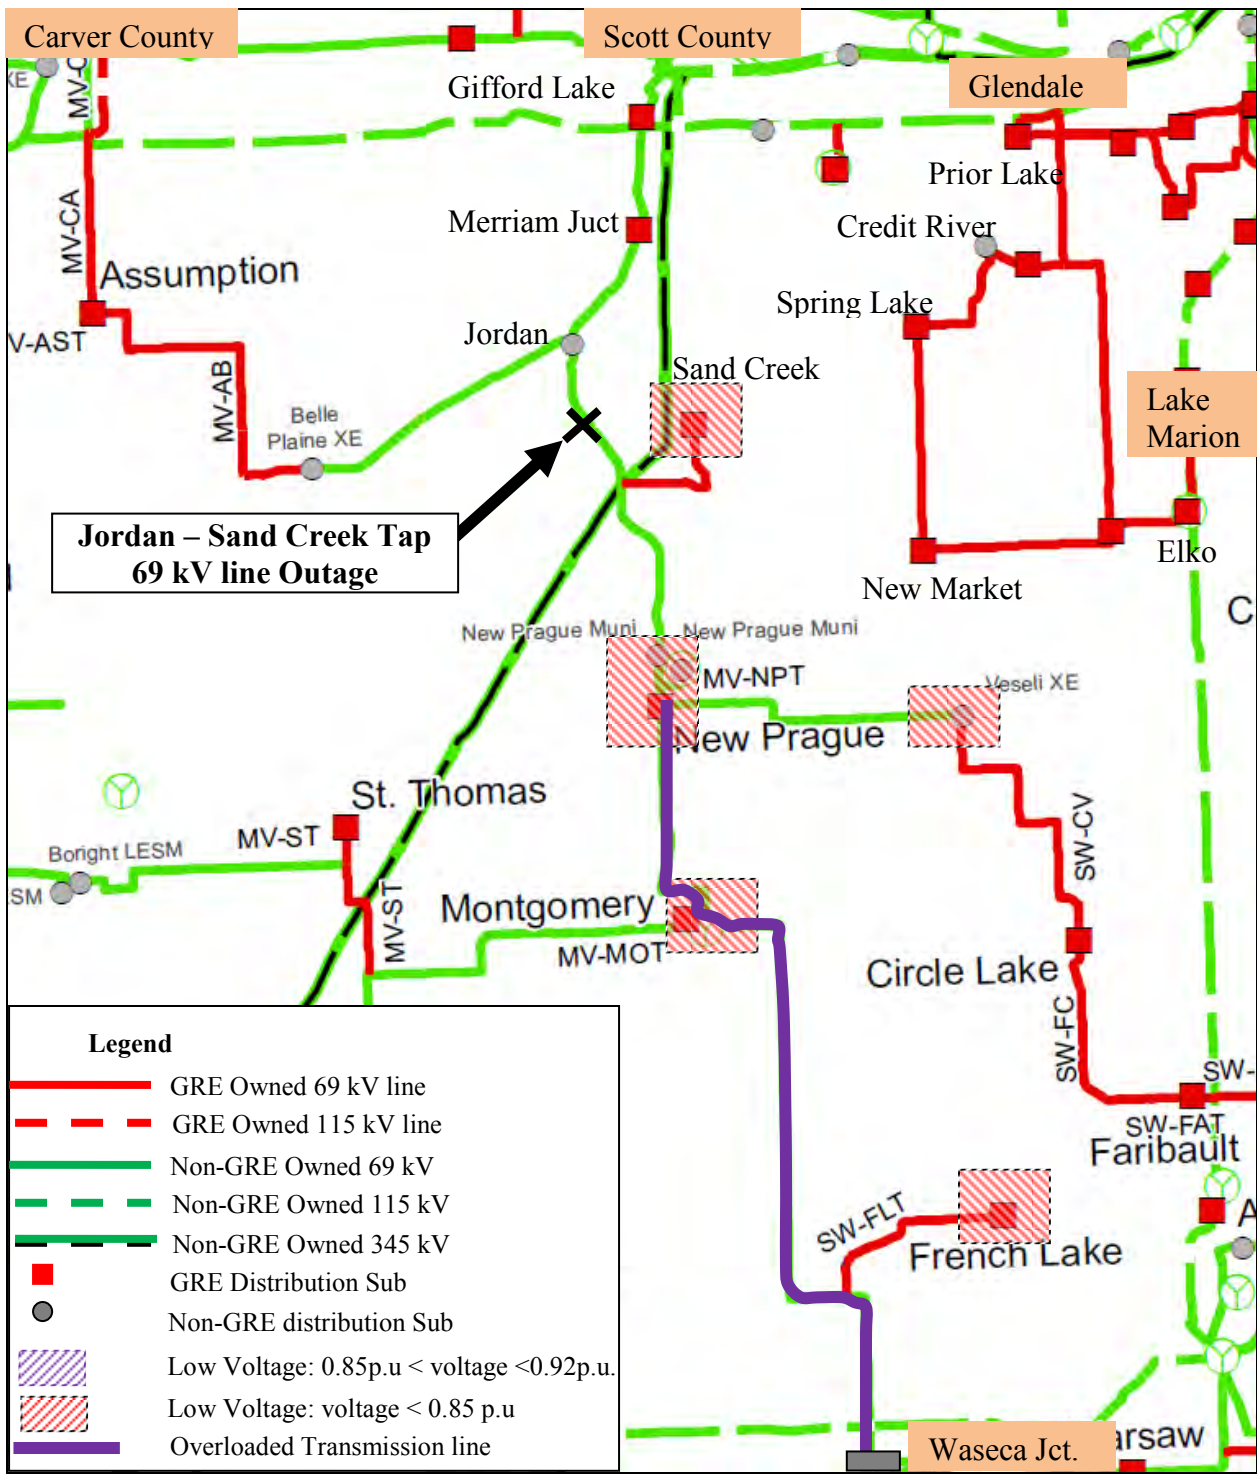 Carver County
Scott County
Glendale
XE
MV-C
Gifford Lake
Prior Lake
Merriam Juct
Credit River
MV-CA
Assumption
Spring Lake
V-AST
Jordan
Sand Creek
MV-AB
Belle
Plaine XE
Lake
Marion
Jordan – Sand Creek Tap
69 kV line Outage
Elko
New Market
C
New Prague Muni
New Prague Muni
MV-NPT
Veseli XE
New Prague
St. Thomas
MV-ST
SW-CV
Boright LESM
SM
Montgomery
MV-ST
MV-MOT
Circle Lake
SW-FC
SW-
SW-FAT
Faribault
SW-FLT
French Lake
A
Waseca Jct.
arsaw
Legend
GRE Owned 69 kV line
GRE Owned 115 kV line
Non-GRE Owned 69 kV
Non-GRE Owned 115 kV
Non-GRE Owned 345 kV
GRE Distribution Sub
Non-GRE distribution Sub
Low Voltage: 0.85p.u < voltage <0.92p.u.
Low Voltage: voltage < 0.85 p.u
Overloaded Transmission line